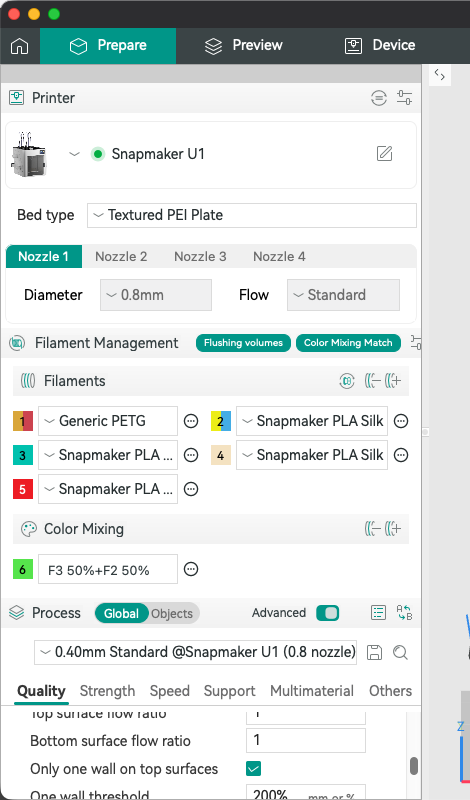 Prepare Preview Device
Printer
Snapmaker U1
Bed type Textured PEI Plate
Nozzle 1 Nozzle 2 Nozzle 3 Nozzle 4
Diameter 0.8mm Flow Standard
Filament Management Flushing volumes Color Mixing Match
Filaments
1 Generic PETG 2 Snapmaker PLA Silk
3 Snapmaker PLA ... 4 Snapmaker PLA Silk
5 Snapmaker PLA ...
Color Mixing
6 F3 50%+F2 50%
Process Global Objects Advanced
0.40mm Standard @Snapmaker U1 (0.8 nozzle)
Quality Strength Speed Support Multimaterial Others
Top surface flow ratio 1
Bottom surface flow ratio 1
Only one wall on top surfaces
One wall threshold 200% mm or %
Z